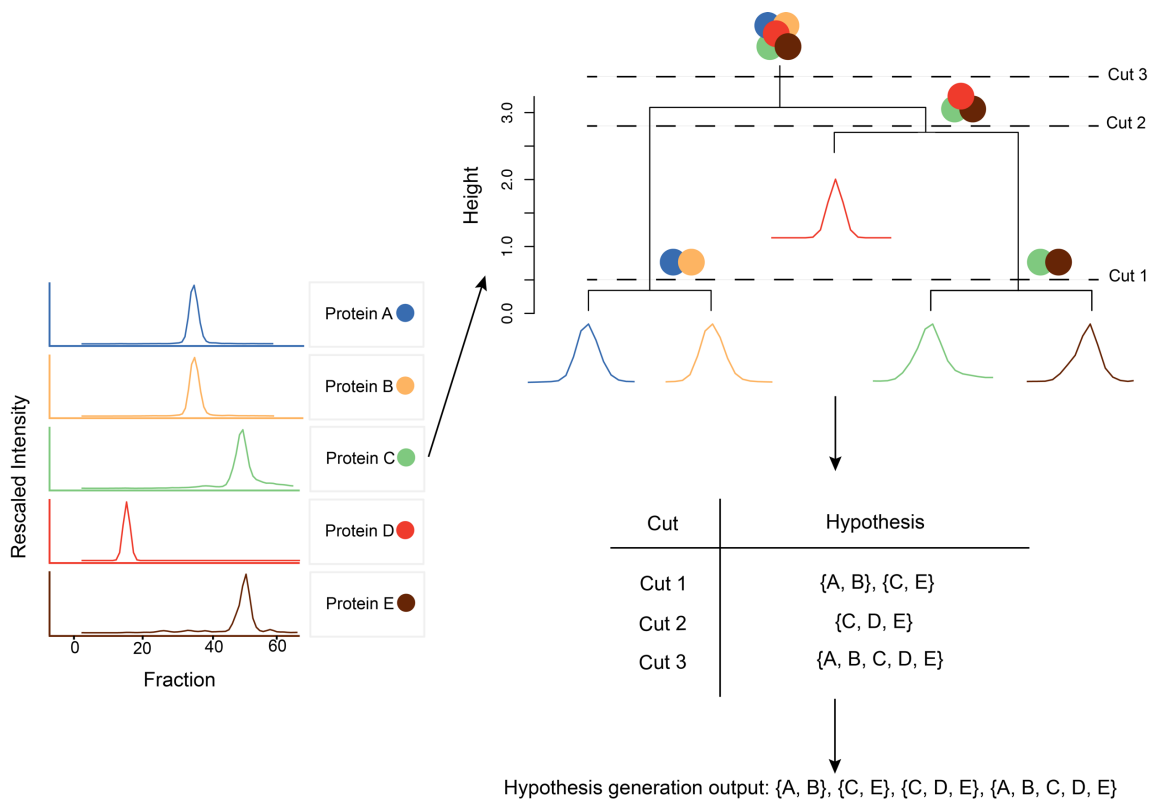 Rescaled Intensity
Protein A
Protein B
Protein C
Protein D
Protein E
0 20 40 60
Fraction
Height
3.0
2.0
1.0
0.0
Cut 3
Cut 2
Cut 1
Cut Hypothesis
Cut 1 {A, B}, {C, E}
Cut 2 {C, D, E}
Cut 3 {A, B, C, D, E}
Hypothesis generation output: {A, B}, {C, E}, {C, D, E}, {A, B, C, D, E}